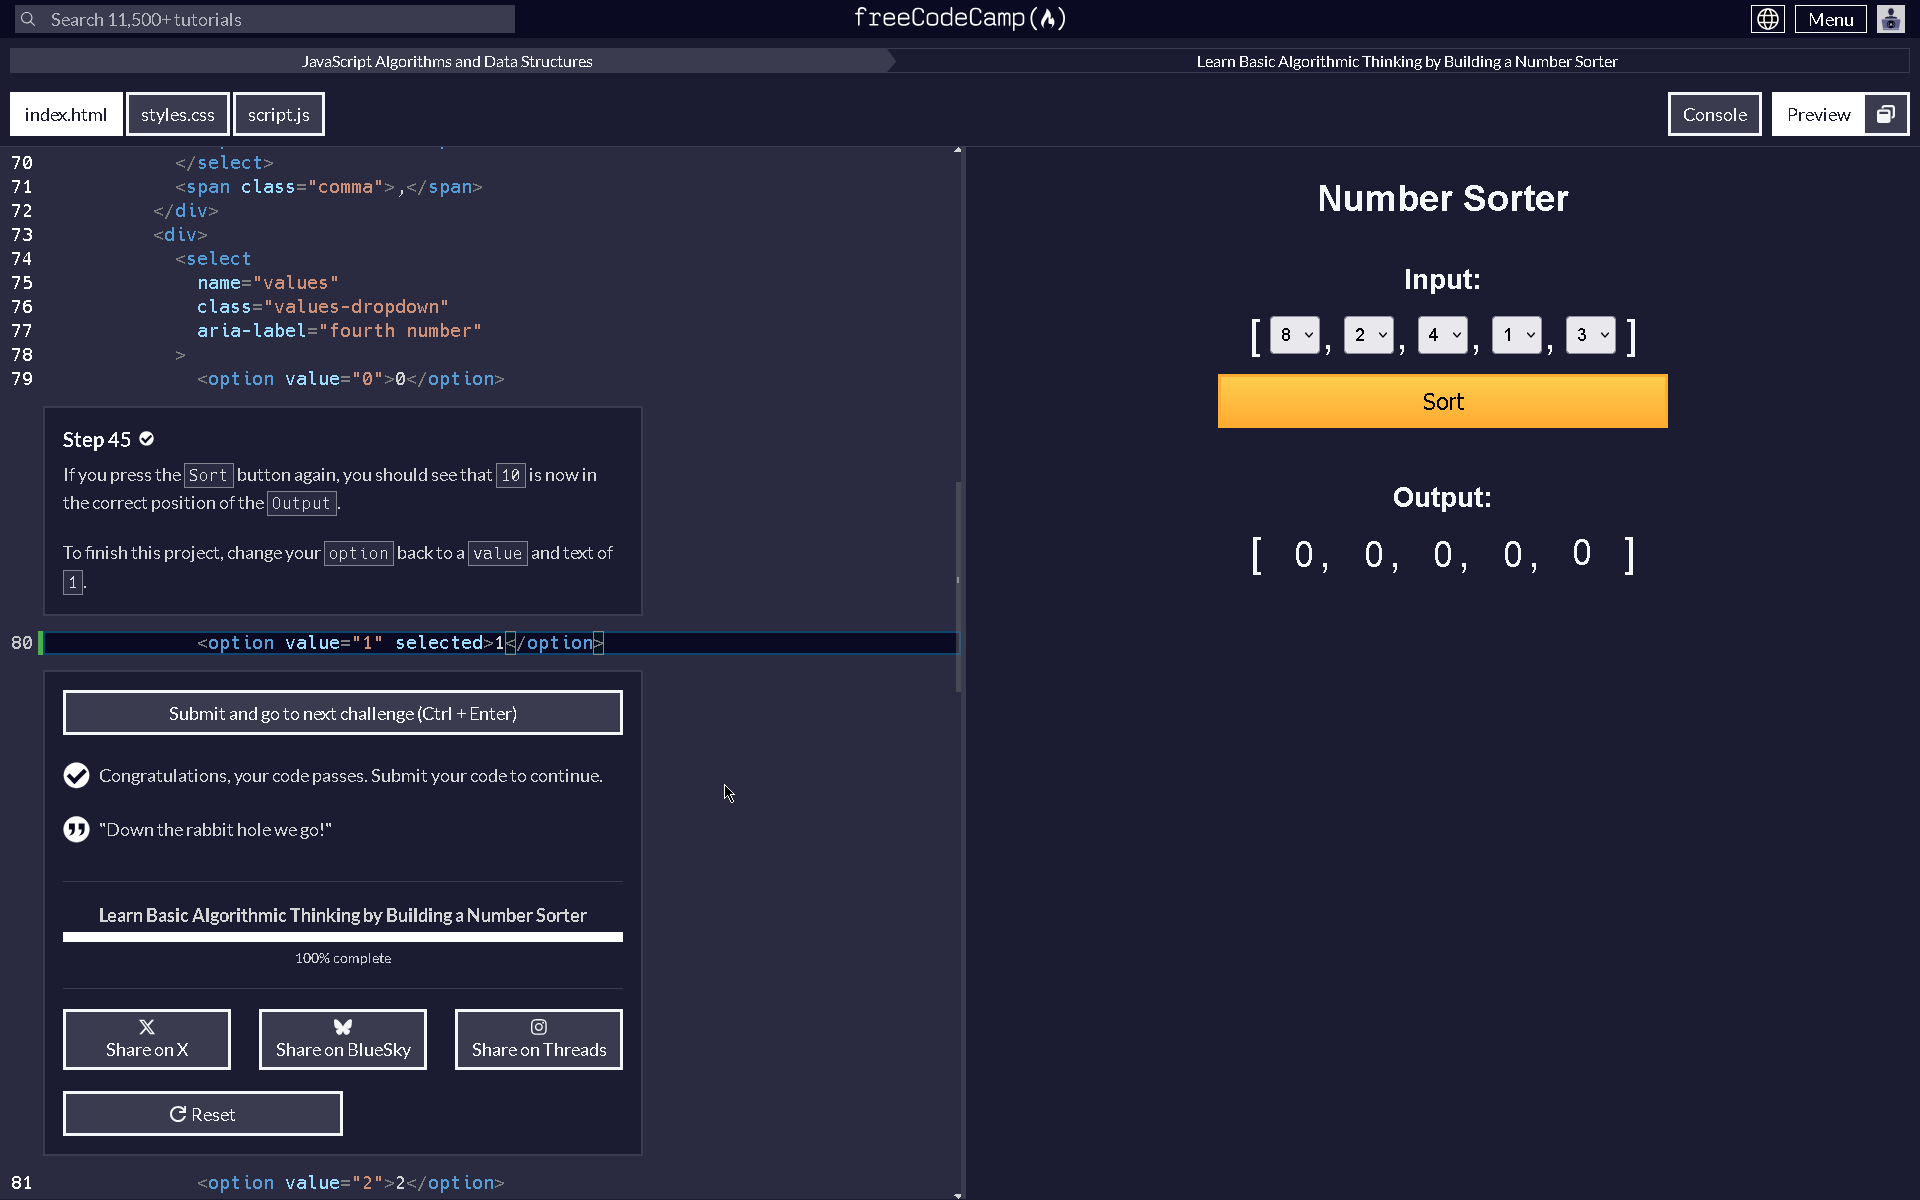 Search 11,500+ tutorials
freeCodeCamp
Menu
JavaScript Algorithms and Data Structures
Learn Basic Algorithmic Thinking by Building a Number Sorter
index.html
styles.css
script.js
Console
Preview
70 </select>
71 <span class="comma">,</span>
72 </div>
73 <div>
74 <select
75 name="values"
76 class="values-dropdown"
77 aria-label="fourth number"
78 >
79 <option value="0">0</option>
Step 45
If you press the Sort button again, you should see that 10 is now in
the correct position of the Output.
To finish this project, change your option back to a value and text of
1.
80 <option value="1" selected>1</option>
Submit and go to next challenge (Ctrl + Enter)
Congratulations, your code passes. Submit your code to continue.
"Down the rabbit hole we go!"
Learn Basic Algorithmic Thinking by Building a Number Sorter
100% complete
Share on X
Share on BlueSky
Share on Threads
Reset
81 <option value="2">2</option>
Number Sorter
Input:
[ 8 , 2 , 4 , 1 , 3 ]
Sort
Output:
[ 0, 0, 0, 0, 0 ]